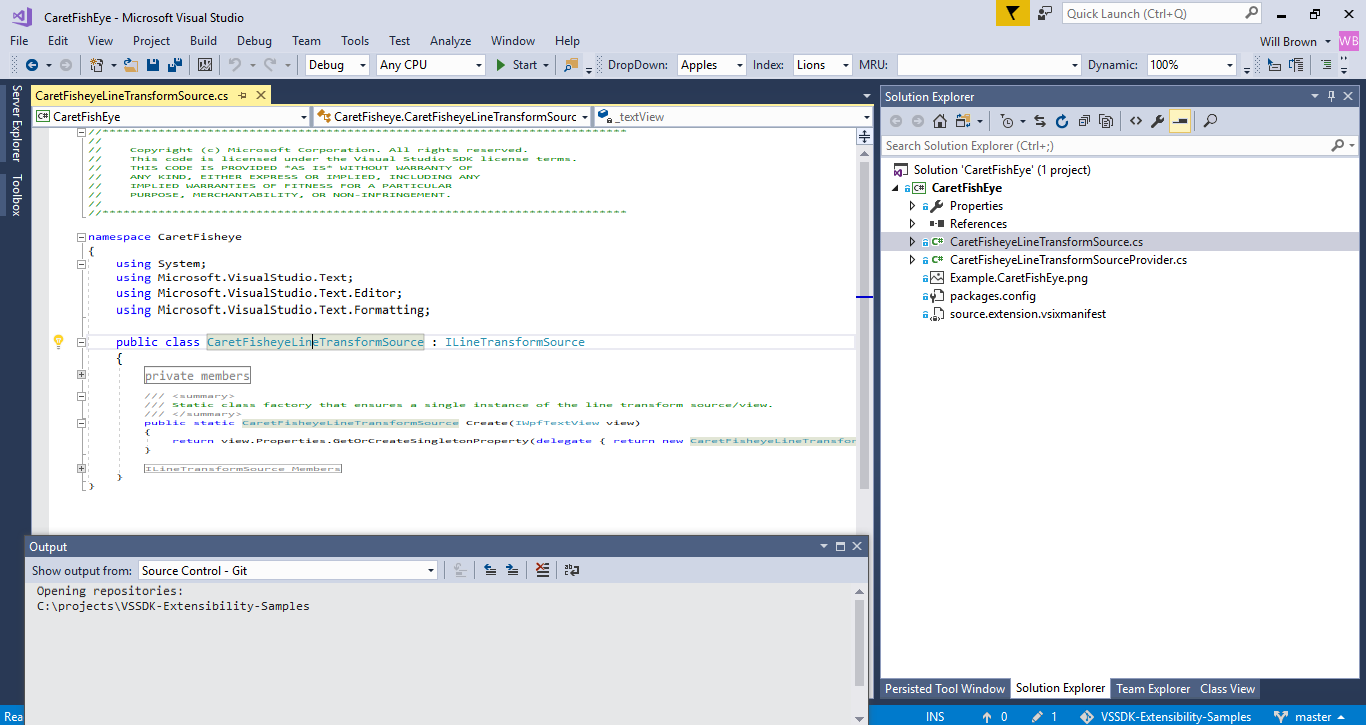 CaretFishEye - Microsoft Visual Studio
Quick Launch (Ctrl+Q)
File Edit View Project Build Debug Team Tools Test Analyze Window Help
Will Brown WB
Debug Any CPU Start DropDown: Apples Index: Lions MRU: Dynamic: 100%
Server Explorer
Toolbox
CaretFisheyeLineTransformSource.cs
CaretFishEye CaretFisheye.CaretFisheyeLineTransformSourc _textView
//***************************************************************************
//
// Copyright (c) Microsoft Corporation. All rights reserved.
// This code is licensed under the Visual Studio SDK license terms.
// THIS CODE IS PROVIDED *AS IS* WITHOUT WARRANTY OF
// ANY KIND, EITHER EXPRESS OR IMPLIED, INCLUDING ANY
// IMPLIED WARRANTIES OF FITNESS FOR A PARTICULAR
// PURPOSE, MERCHANTABILITY, OR NON-INFRINGEMENT.
//
//***************************************************************************
namespace CaretFisheye
{
using System;
using Microsoft.VisualStudio.Text;
using Microsoft.VisualStudio.Text.Editor;
using Microsoft.VisualStudio.Text.Formatting;
public class CaretFisheyeLineTransformSource : ILineTransformSource
{
private members
/// <summary>
/// Static class factory that ensures a single instance of the line transform source/view.
/// </summary>
public static CaretFisheyeLineTransformSource Create(IWpfTextView view)
{
return view.Properties.GetOrCreateSingletonProperty(delegate { return new CaretFisheyeLineTransfor
}
ILineTransformSource Members
}
}
Output
Show output from: Source Control - Git
Opening repositories:
C:\projects\VSSDK-Extensibility-Samples
Solution Explorer
Search Solution Explorer (Ctrl+;)
Solution 'CaretFishEye' (1 project)
CaretFishEye
Properties
References
CaretFisheyeLineTransformSource.cs
CaretFisheyeLineTransformSourceProvider.cs
Example.CaretFishEye.png
packages.config
source.extension.vsixmanifest
Persisted Tool Window Solution Explorer Team Explorer Class View
Rea INS 0 1 VSSDK-Extensibility-Samples master